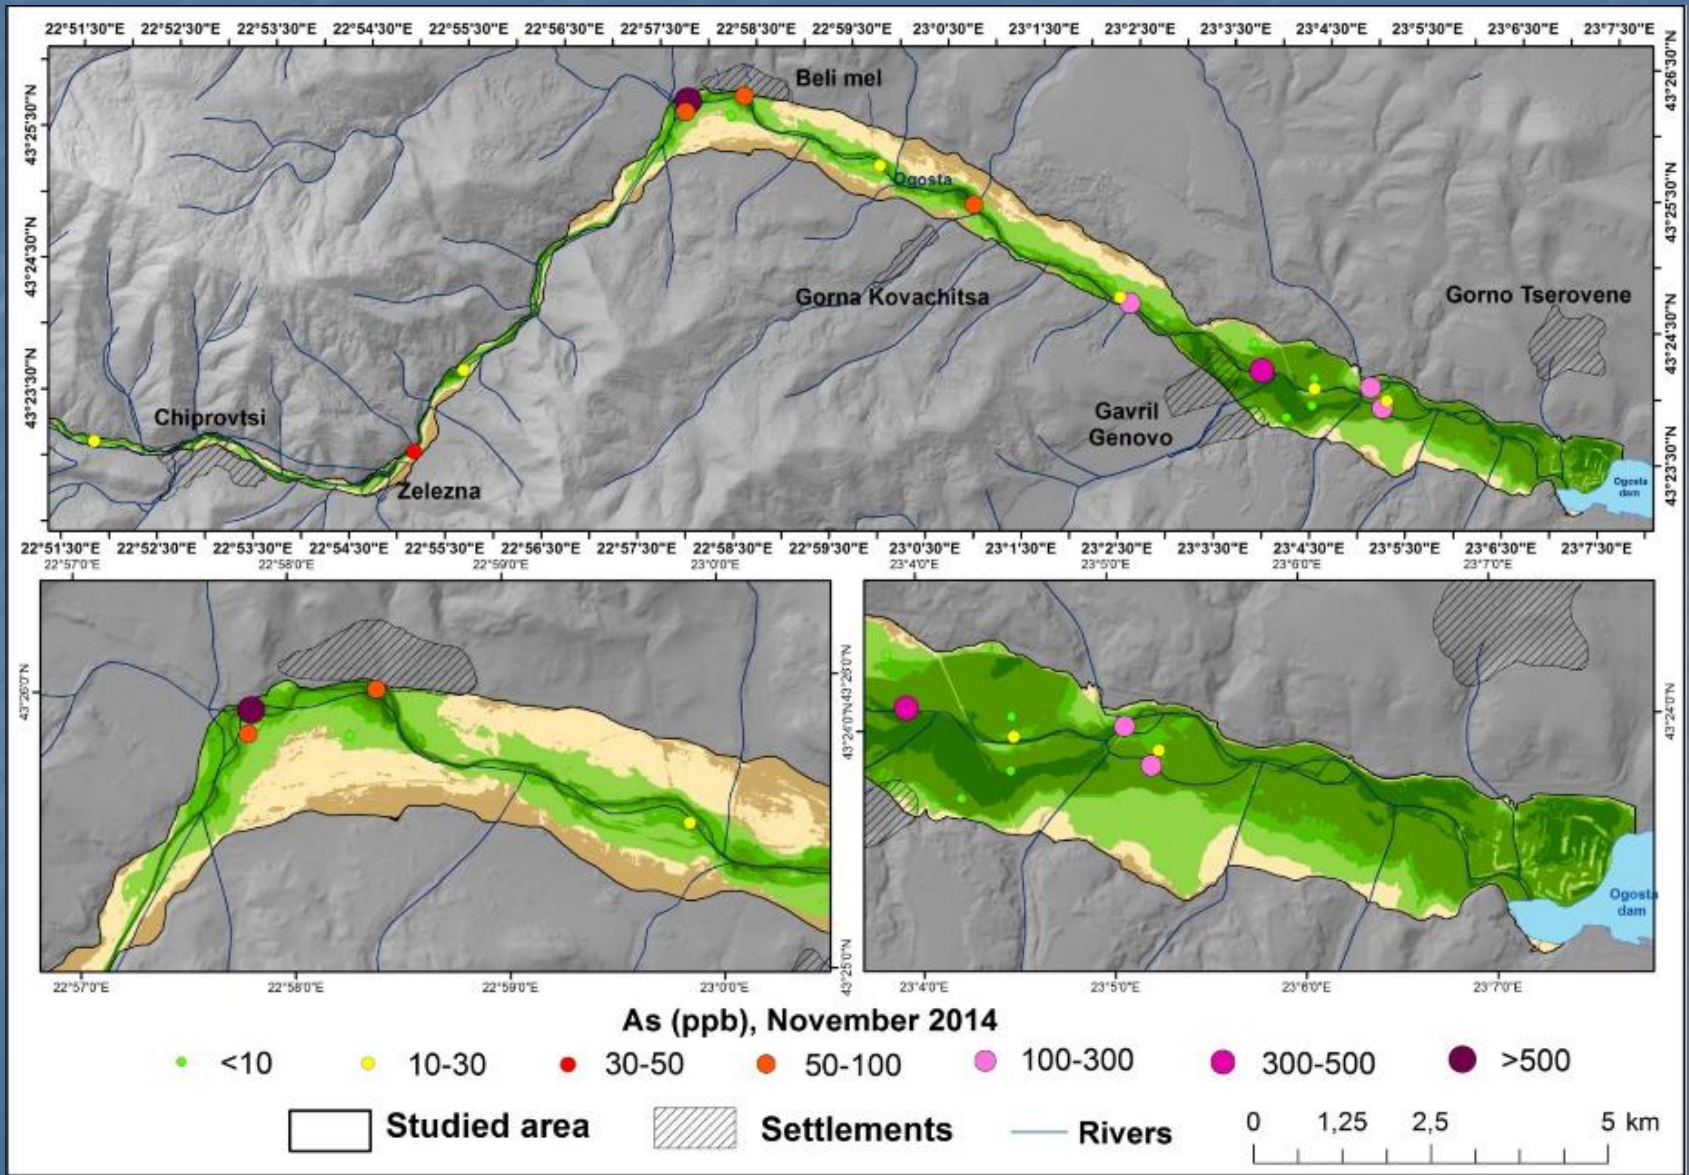 22°51'30"E 22°52'30"E 22°53'30"E 22°54'30"E 22°55'30"E 22°56'30"E 22°57'30"E 22°58'30"E 22°59'30"E 23°0'30"E 23°1'30"E 23°2'30"E 23°3'30"E 23°4'30"E 23°5'30"E 23°6'30"E 23°7'30"E
43°26'30"N
Beli mel
43°25'30"N
Ogosta
43°25'30"N
43°24'30"N
Gorna Kovachitsa
Gorno Tserovene
43°24'30"N
43°23'30"N
Chiprovtsi
Gavril
Genovo
Zelezna
43°23'30"N
Ogosta
dam
22°51'30"E 22°52'30"E 22°53'30"E 22°54'30"E 22°55'30"E 22°56'30"E 22°57'30"E 22°58'30"E 22°59'30"E 23°0'30"E 23°1'30"E 23°2'30"E 23°3'30"E 23°4'30"E 23°5'30"E 23°6'30"E 23°7'30"E
22°57'0"E 22°58'0"E 22°59'0"E 23°0'0"E
23°4'0"E 23°5'0"E 23°6'0"E 23°7'0"E
43°26'0"N
43°26'0"N
43°24'0"N
43°24'0"N
Ogosta
dam
43°25'0"N
22°57'0"E 22°58'0"E 22°59'0"E 23°0'0"E
23°4'0"E 23°5'0"E 23°6'0"E 23°7'0"E
As (ppb), November 2014
<10 10-30 30-50 50-100 100-300 300-500 >500
Studied area Settlements Rivers
0 1,25 2,5 5 km